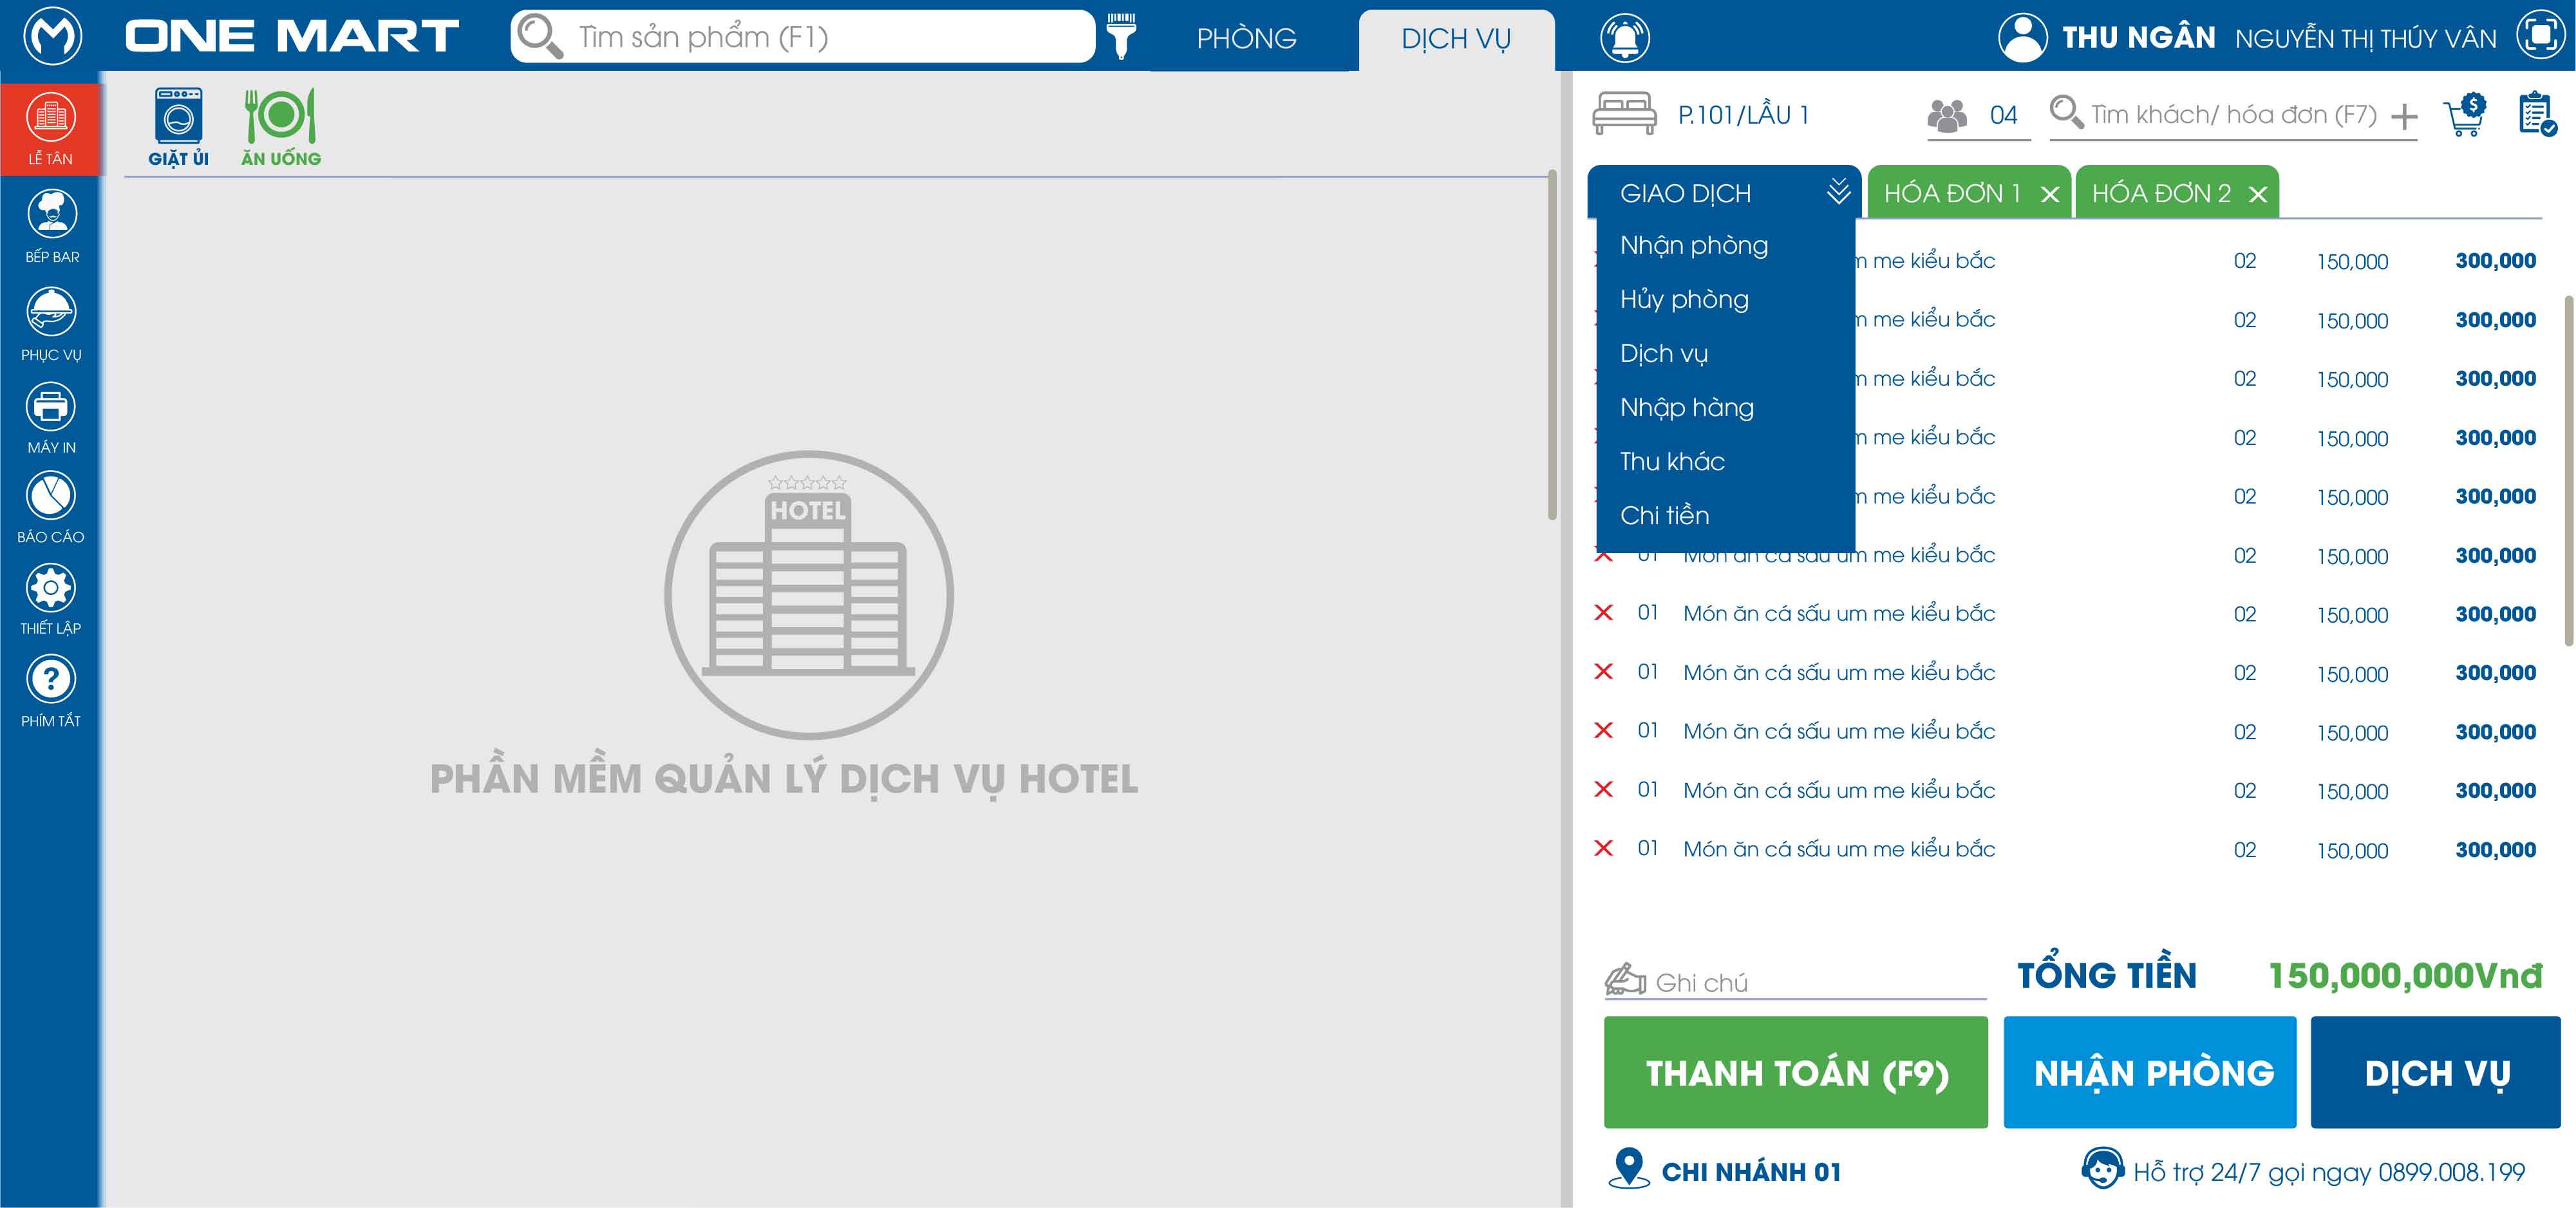 ONE MART
Tìm sản phẩm (F1)
PHÒNG
DỊCH VỤ
THU NGÂN NGUYỄN THỊ THÚY VÂN
LỄ TÂN
BẾP BAR
PHỤC VỤ
MÁY IN
BÁO CÁO
THIẾT LẬP
?
PHÍM TẮT
GIẶT ỦI
ĂN UỐNG
HOTEL
PHẦN MỀM QUẢN LÝ DỊCH VỤ HOTEL
P.101/LẦU 1
04
Tìm khách/ hóa đơn (F7)
$
GIAO DỊCH
HÓA ĐƠN 1
HÓA ĐƠN 2
Nhận phòng
Hủy phòng
Dịch vụ
Nhập hàng
Thu khác
Chi tiền
me kiểu bắc 02 150,000 300,000
me kiểu bắc 02 150,000 300,000
me kiểu bắc 02 150,000 300,000
me kiểu bắc 02 150,000 300,000
me kiểu bắc 02 150,000 300,000
01 Món ăn cá sấu um me kiểu bắc 02 150,000 300,000
01 Món ăn cá sấu um me kiểu bắc 02 150,000 300,000
01 Món ăn cá sấu um me kiểu bắc 02 150,000 300,000
01 Món ăn cá sấu um me kiểu bắc 02 150,000 300,000
01 Món ăn cá sấu um me kiểu bắc 02 150,000 300,000
01 Món ăn cá sấu um me kiểu bắc 02 150,000 300,000
Ghi chú
TỔNG TIỀN 150,000,000Vnđ
THANH TOÁN (F9)
NHẬN PHÒNG
DỊCH VỤ
CHI NHÁNH 01
Hỗ trợ 24/7 gọi ngay 0899.008.199